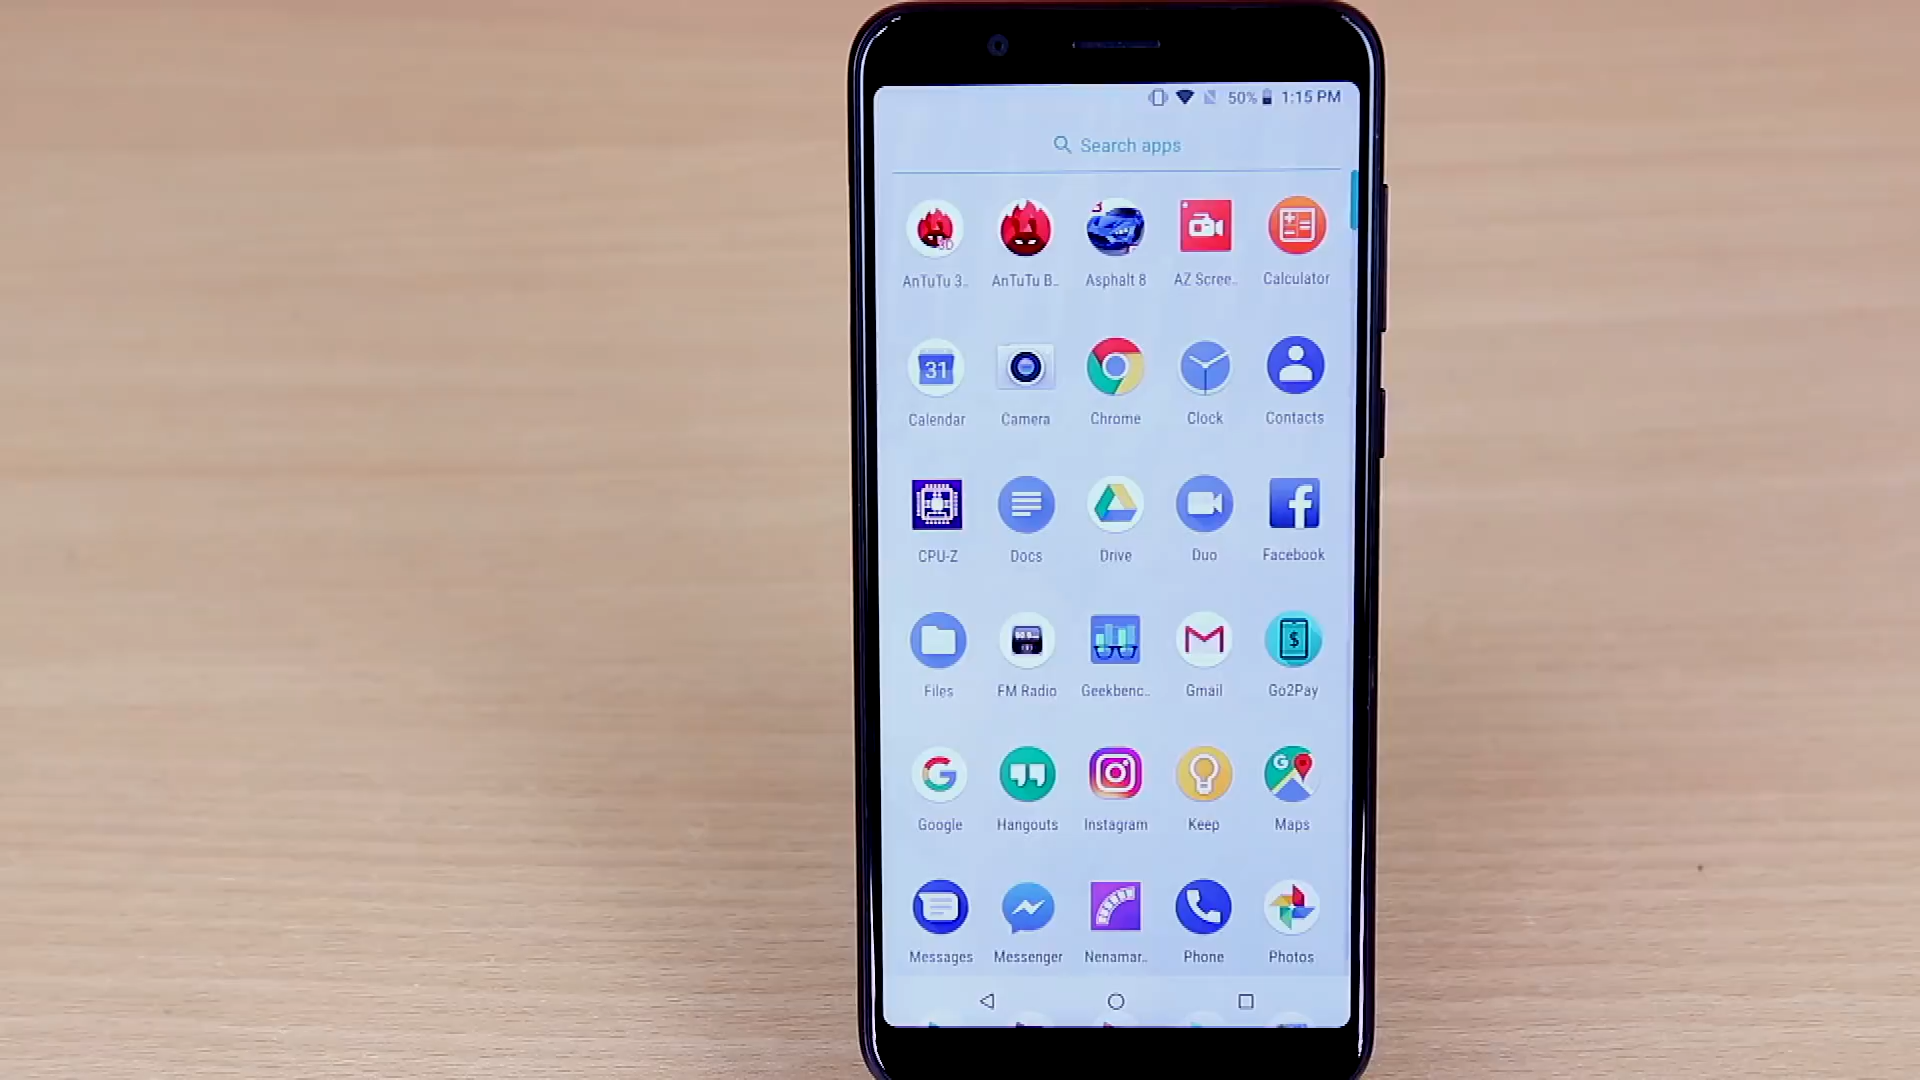 50% 1:15 PM
Search apps
AnTuTu 3.. AnTuTu B.. Asphalt 8 AZ Scree.. Calculator
31
Calendar Camera Chrome Clock Contacts
CPU-Z Docs Drive Duo Facebook
Files FM Radio Geekbenc.. Gmail Go2Pay
Google Hangouts Instagram Keep Maps
Messages Messenger Nenamar.. Phone Photos